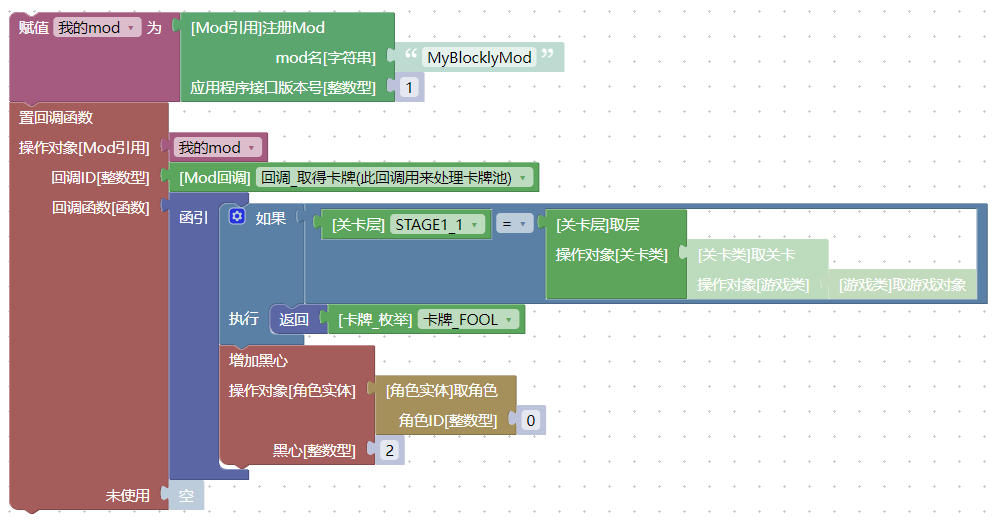 赋值 我的mod 为 [Mod引用]注册Mod
mod名[字符串] “ MyBlocklyMod ”
应用程序接口版本号[整数型] 1
置回调函数
操作对象[Mod引用] 我的mod
回调ID[整数型] [Mod回调] 回调_取得卡牌(此回调用来处理卡牌池)
回调函数[函数] 函引 如果 [关卡层] STAGE1_1 = [关卡层]取层
操作对象[关卡类] [关卡类]取关卡
操作对象[游戏类] [游戏类]取游戏对象
执行 返回 [卡牌_枚举] 卡牌_FOOL
增加黑心
操作对象[角色实体] [角色实体]取角色
角色ID[整数型] 0
黑心[整数型] 2
未使用 空